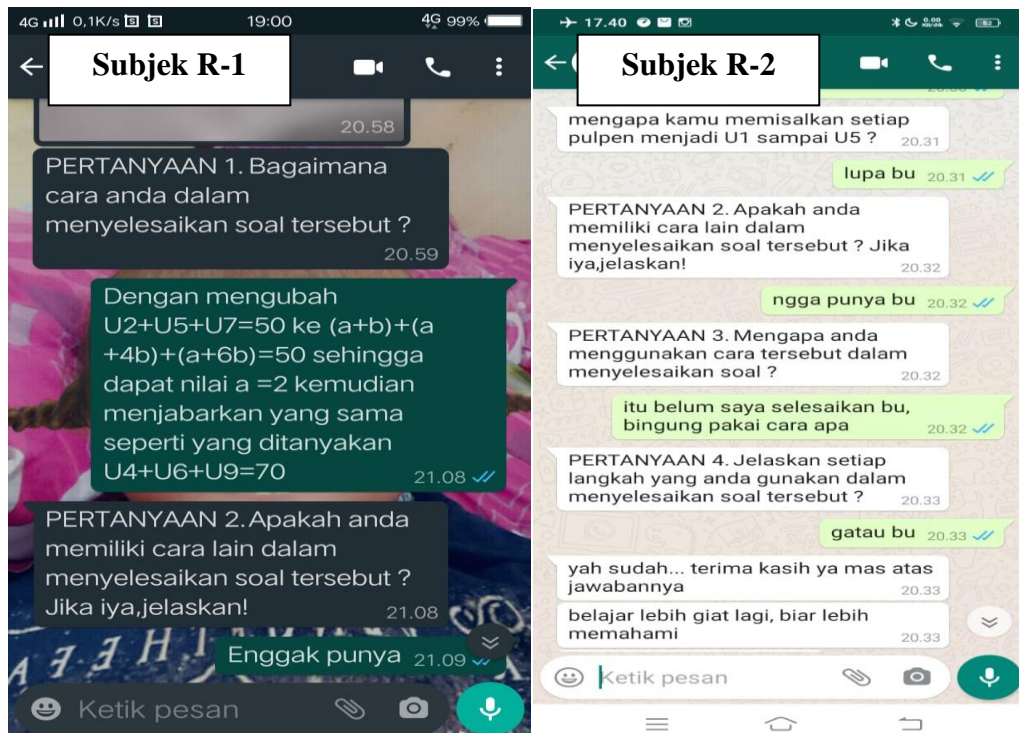 4G 0,1K/s 19:00 4G 99%
Subjek R-1
20.58
PERTANYAAN 1. Bagaimana
cara anda dalam
menyelesaikan soal tersebut ?
20.59
Dengan mengubah
U2+U5+U7=50 ke (a+b)+(a
+4b)+(a+6b)=50 sehingga
dapat nilai a =2 kemudian
menjabarkan yang sama
seperti yang ditanyakan
U4+U6+U9=70
21.08
PERTANYAAN 2. Apakah anda
memiliki cara lain dalam
menyelesaikan soal tersebut ?
Jika iya,jelaskan!
21.08
Enggak punya 21.09
Ketik pesan
17.40
Subjek R-2
mengapa kamu memisalkan setiap
pulpen menjadi U1 sampai U5 ? 20.31
lupa bu 20.31
PERTANYAAN 2. Apakah anda
memiliki cara lain dalam
menyelesaikan soal tersebut ? Jika
iya,jelaskan! 20.32
ngga punya bu 20.32
PERTANYAAN 3. Mengapa anda
menggunakan cara tersebut dalam
menyelesaikan soal ? 20.32
itu belum saya selesaikan bu,
bingung pakai cara apa 20.32
PERTANYAAN 4. Jelaskan setiap
langkah yang anda gunakan dalam
menyelesaikan soal tersebut ? 20.33
gatau bu 20.33
yah sudah... terima kasih ya mas atas
jawabannya 20.33
belajar lebih giat lagi, biar lebih
memahami 20.33
Ketik pesan